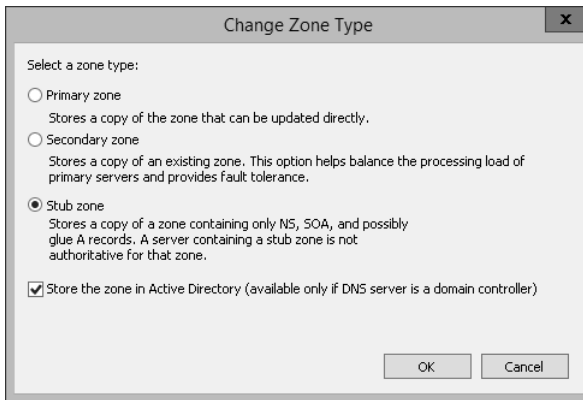 Change Zone Type
x
Select a zone type:
Primary zone
Stores a copy of the zone that can be updated directly.
Secondary zone
Stores a copy of an existing zone. This option helps balance the processing load of
primary servers and provides fault tolerance.
Stub zone
Stores a copy of a zone containing only NS, SOA, and possibly
glue A records. A server containing a stub zone is not
authoritative for that zone.
Store the zone in Active Directory (available only if DNS server is a domain controller)
OK Cancel